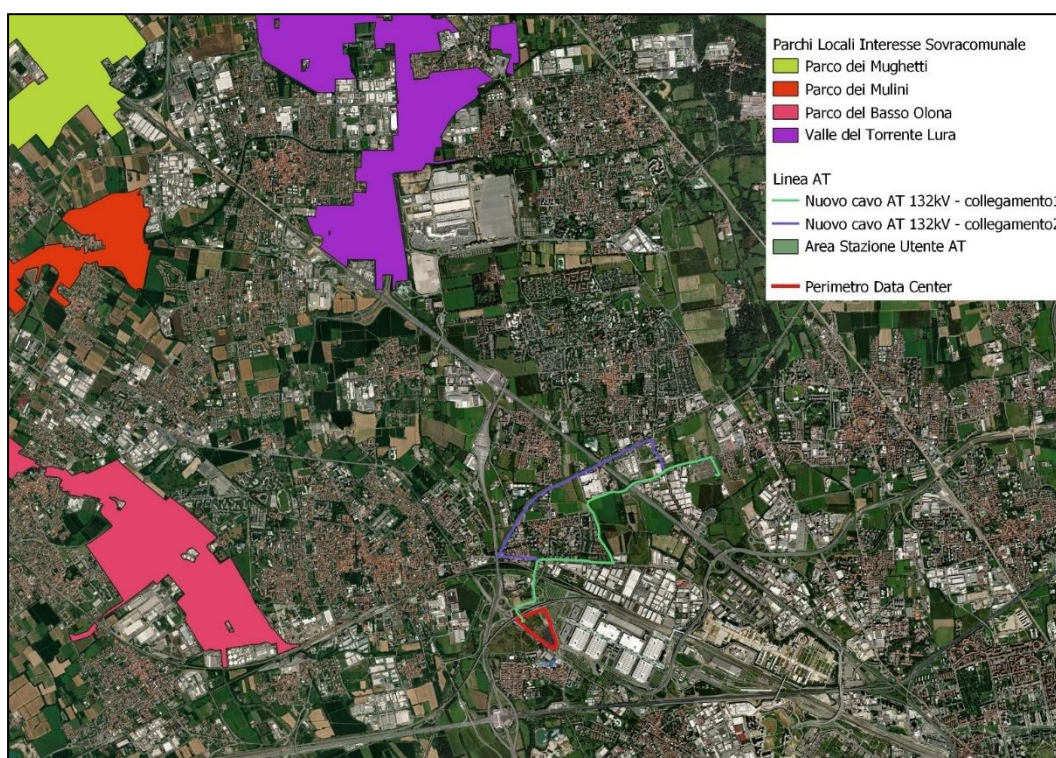 Parchi Locali Interesse Sovracomunale
Parco dei Mughetti
Parco dei Mulini
Parco del Basso Olona
Valle del Torrente Lura
Linea AT
Nuovo cavo AT 132kV - collegamento1
Nuovo cavo AT 132kV - collegamento2
Area Stazione Utente AT
Perimetro Data Center